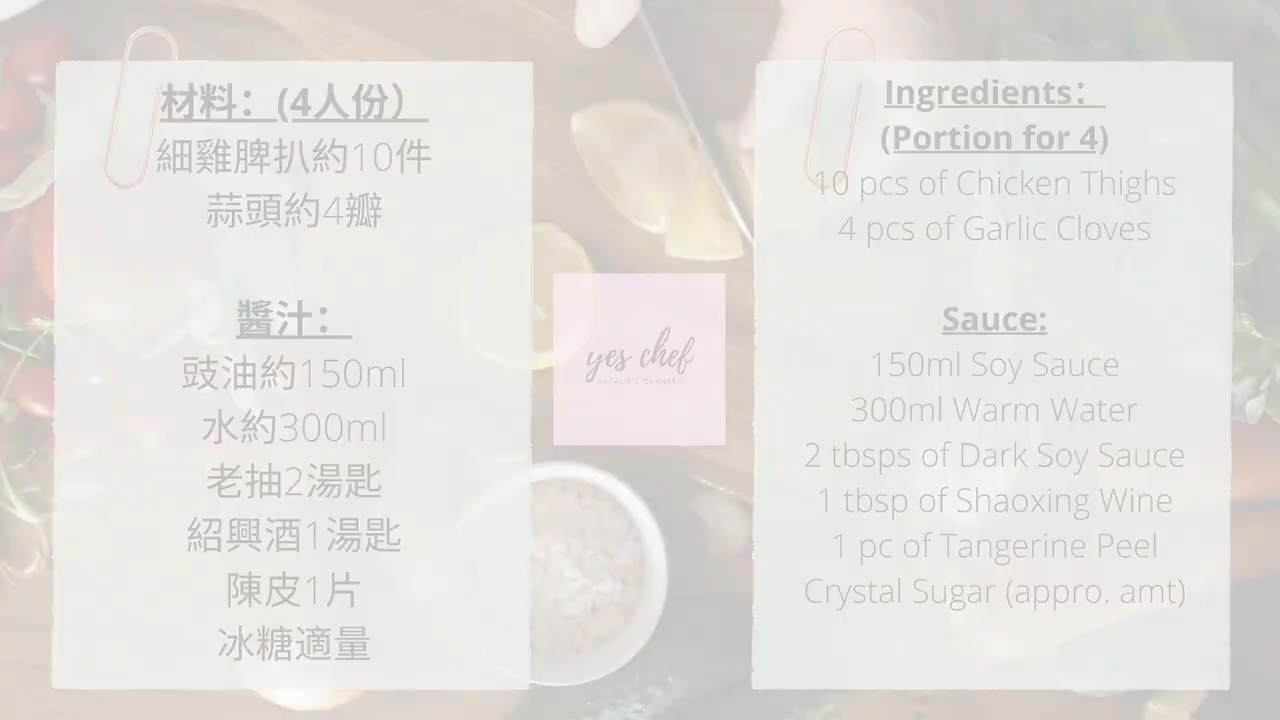 材料：(4人份）
細雞脾扒約10件
蒜頭約4瓣
醬汁：
豉油約150ml
水約300ml
老抽2湯匙
紹興酒1湯匙
陳皮1片
冰糖適量
yes chef
NATALIE'S CHANNEL
Ingredients：
(Portion for 4)
10 pcs of Chicken Thighs
4 pcs of Garlic Cloves
Sauce:
150ml Soy Sauce
300ml Warm Water
2 tbsps of Dark Soy Sauce
1 tbsp of Shaoxing Wine
1 pc of Tangerine Peel
Crystal Sugar (appro. amt)